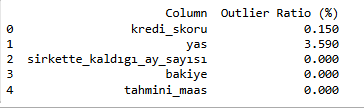 Column Outlier Ratio (%)
0 kredi_skoru 0.150
1 yas 3.590
2 sirkette_kaldıgı_ay_sayısı 0.000
3 bakiye 0.000
4 tahmini_maas 0.000